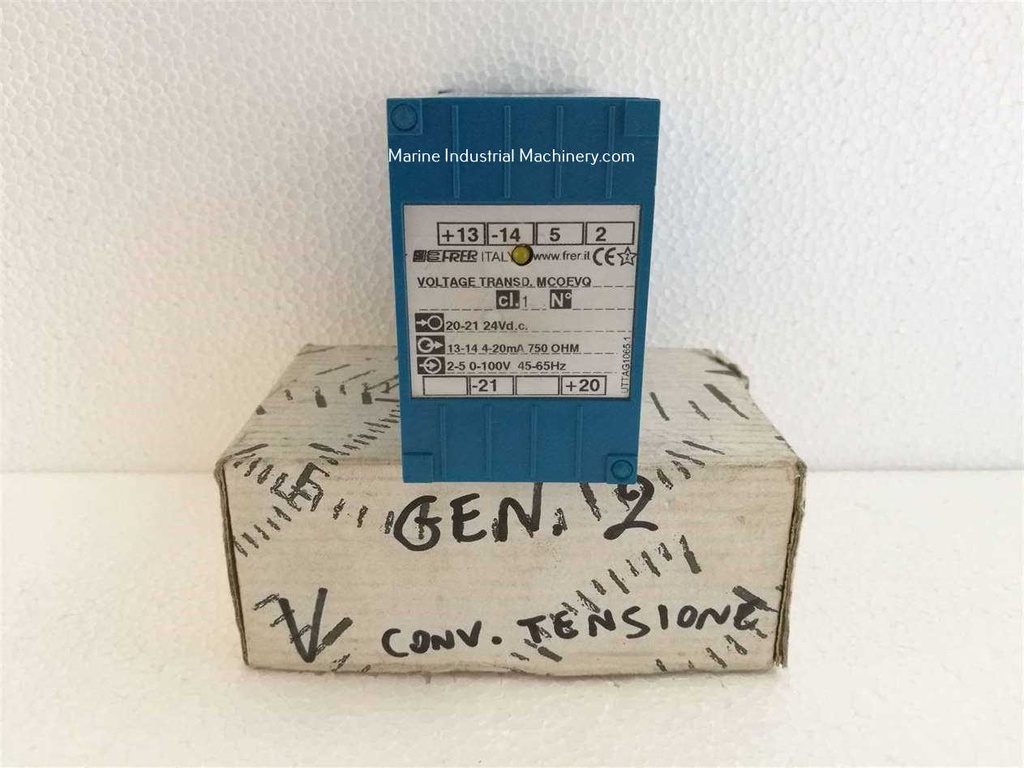 Marine Industrial Machinery.com
+13 -14 5 2
FRER ITALY www.frer.it CE
VOLTAGE TRANSD. MCOEVQ
cl. 1 N°
20-21 24Vd.c.
13-14 4-20mA 750 OHM
2-5 0-100V 45-65Hz
-21 +20
UTTAG1065.1
GEN. 2
V CONV. TENSIONE